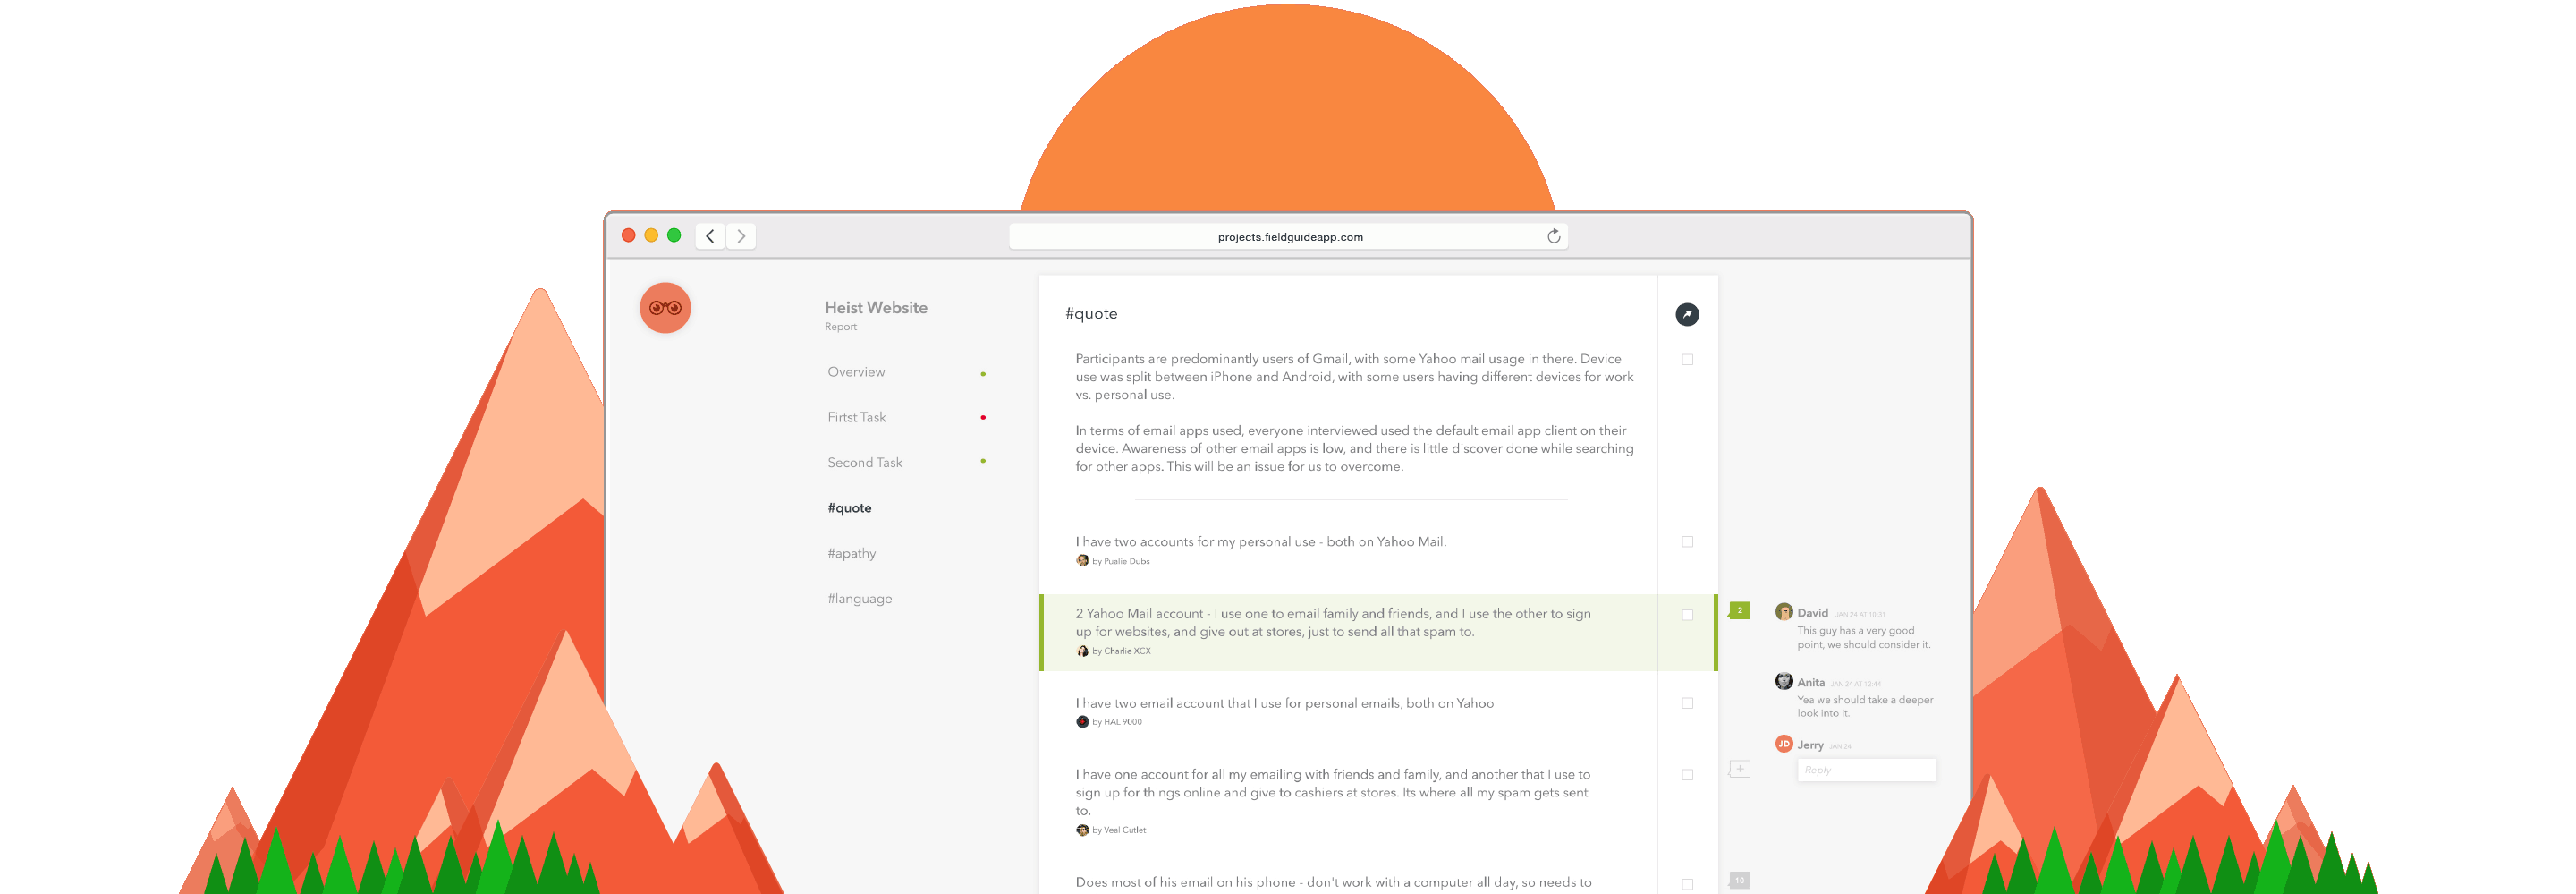 projects.fieldguideapp.com
Heist Website
Report
Overview
Firtst Task
Second Task
#quote
#apathy
#language
#quote
Participants are predominantly users of Gmail, with some Yahoo mail usage in there. Device
use was split between iPhone and Android, with some users having different devices for work
vs. personal use.
In terms of email apps used, everyone interviewed used the default email app client on their
device. Awareness of other email apps is low, and there is little discover done while searching
for other apps. This will be an issue for us to overcome.
I have two accounts for my personal use - both on Yahoo Mail.
by Pualie Dubs
2 Yahoo Mail account - I use one to email family and friends, and I use the other to sign
up for websites, and give out at stores, just to send all that spam to.
by Charlie XCX
I have two email account that I use for personal emails, both on Yahoo
by HAL 9000
I have one account for all my emailing with friends and family, and another that I use to
sign up for things online and give to cashiers at stores. Its where all my spam gets sent
to.
by Veal Cutlet
Does most of his email on his phone - don't work with a computer all day, so needs to
2
+
10
David JAN 24 AT 10:31
This guy has a very good
point, we should consider it.
Anita JAN 24 AT 12:44
Yea we should take a deeper
look into it.
JD Jerry JAN 24
Reply